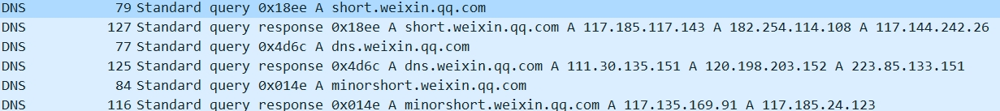 DNS 79 Standard query 0x18ee A short.weixin.qq.com
DNS 127 Standard query response 0x18ee A short.weixin.qq.com A 117.185.117.143 A 182.254.114.108 A 117.144.242.26
DNS 77 Standard query 0x4d6c A dns.weixin.qq.com
DNS 125 Standard query response 0x4d6c A dns.weixin.qq.com A 111.30.135.151 A 120.198.203.152 A 223.85.133.151
DNS 84 Standard query 0x014e A minorshort.weixin.qq.com
DNS 116 Standard query response 0x014e A minorshort.weixin.qq.com A 117.135.169.91 A 117.185.24.123